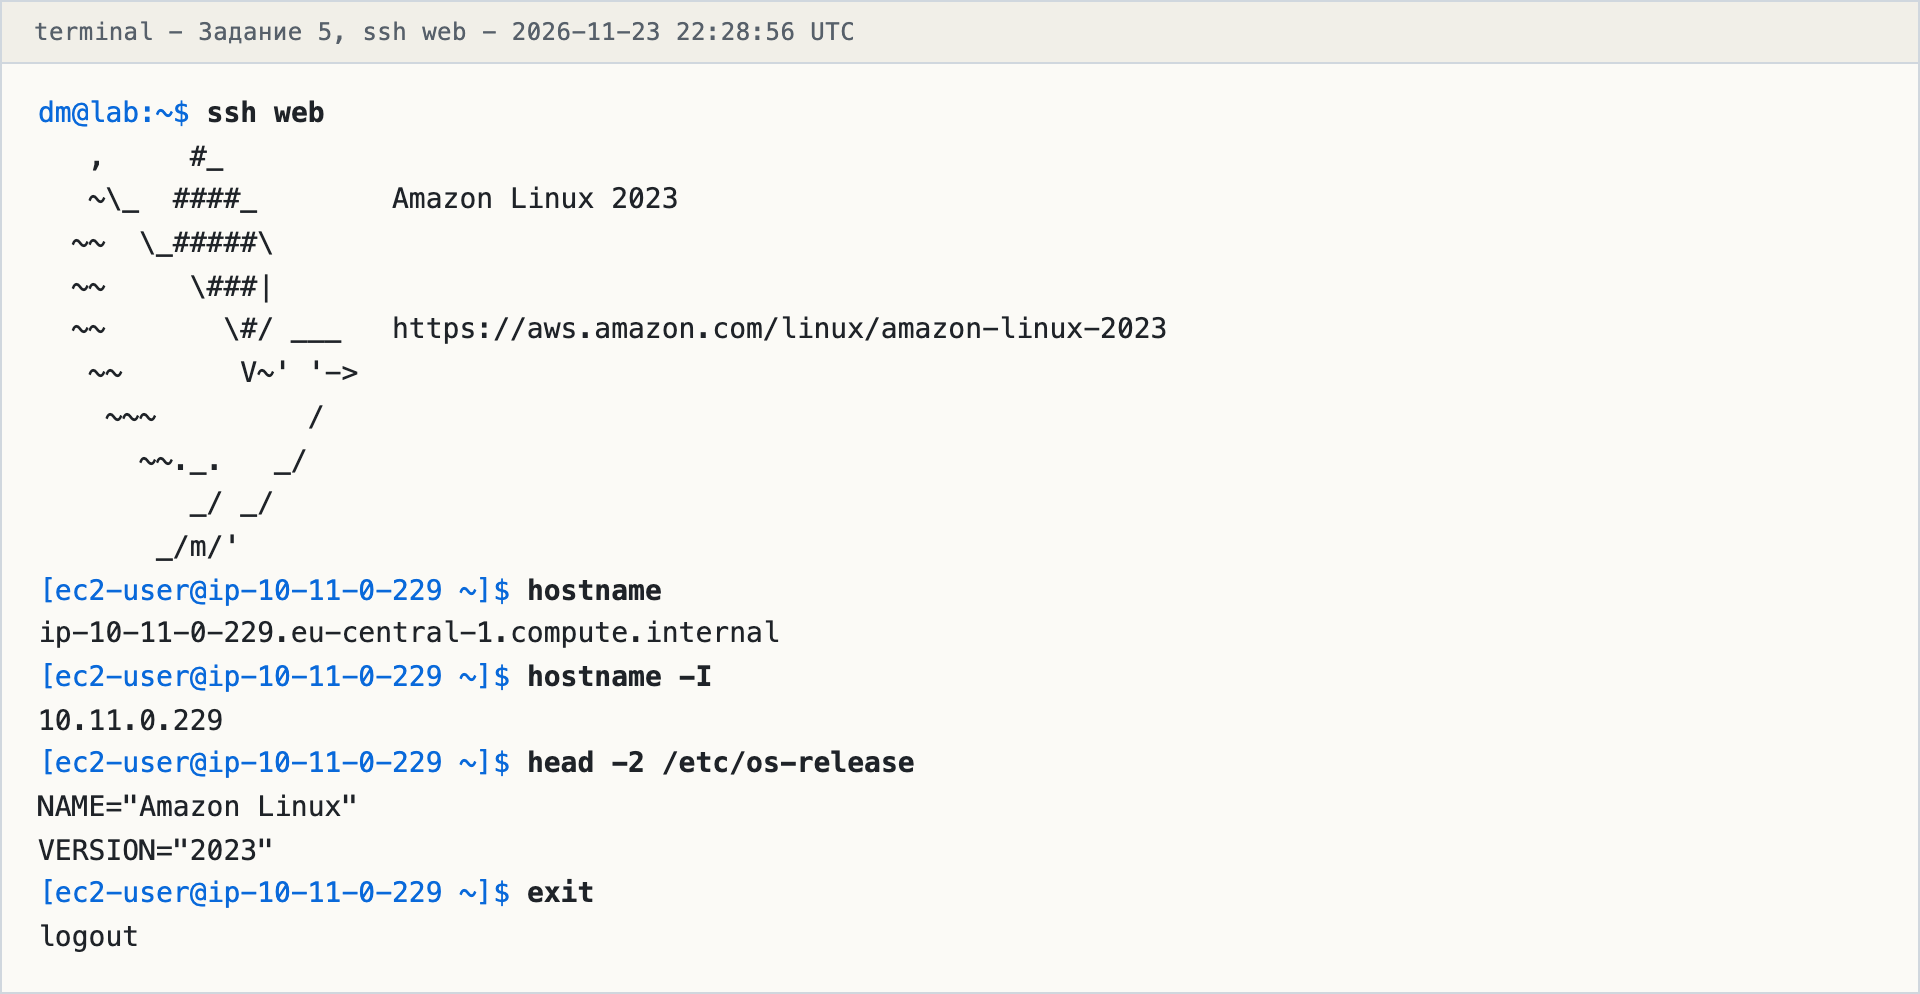 terminal — Задание 5, ssh web — 2026-11-23 22:28:56 UTC
dm@lab:~$ ssh web
   ,     #_
   ~\_  ####_        Amazon Linux 2023
  ~~  \_#####\
  ~~     \###|
  ~~       \#/ ___   https://aws.amazon.com/linux/amazon-linux-2023
   ~~       V~' '->
    ~~~         /
      ~~._.   _/
         _/ _/
       _/m/'
[ec2-user@ip-10-11-0-229 ~]$ hostname
ip-10-11-0-229.eu-central-1.compute.internal
[ec2-user@ip-10-11-0-229 ~]$ hostname -I
10.11.0.229
[ec2-user@ip-10-11-0-229 ~]$ head -2 /etc/os-release
NAME="Amazon Linux"
VERSION="2023"
[ec2-user@ip-10-11-0-229 ~]$ exit
logout